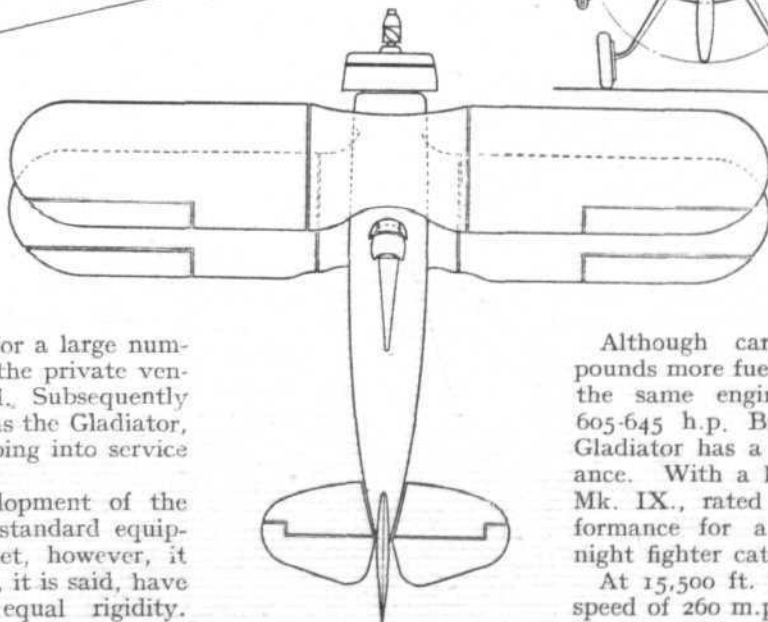 or a large num-
the private ven-
Subsequently
as the Gladiator,
ping into service
lopment of the
standard equip-
et, however, it
it is said, have
equal rigidity.
Although car
pounds more fue
the same engin
605-645 h.p. B
Gladiator has a
ance. With a
Mk. IX., rated
formance for a
night fighter cat
At 15,500 ft.
speed of 260 m.p